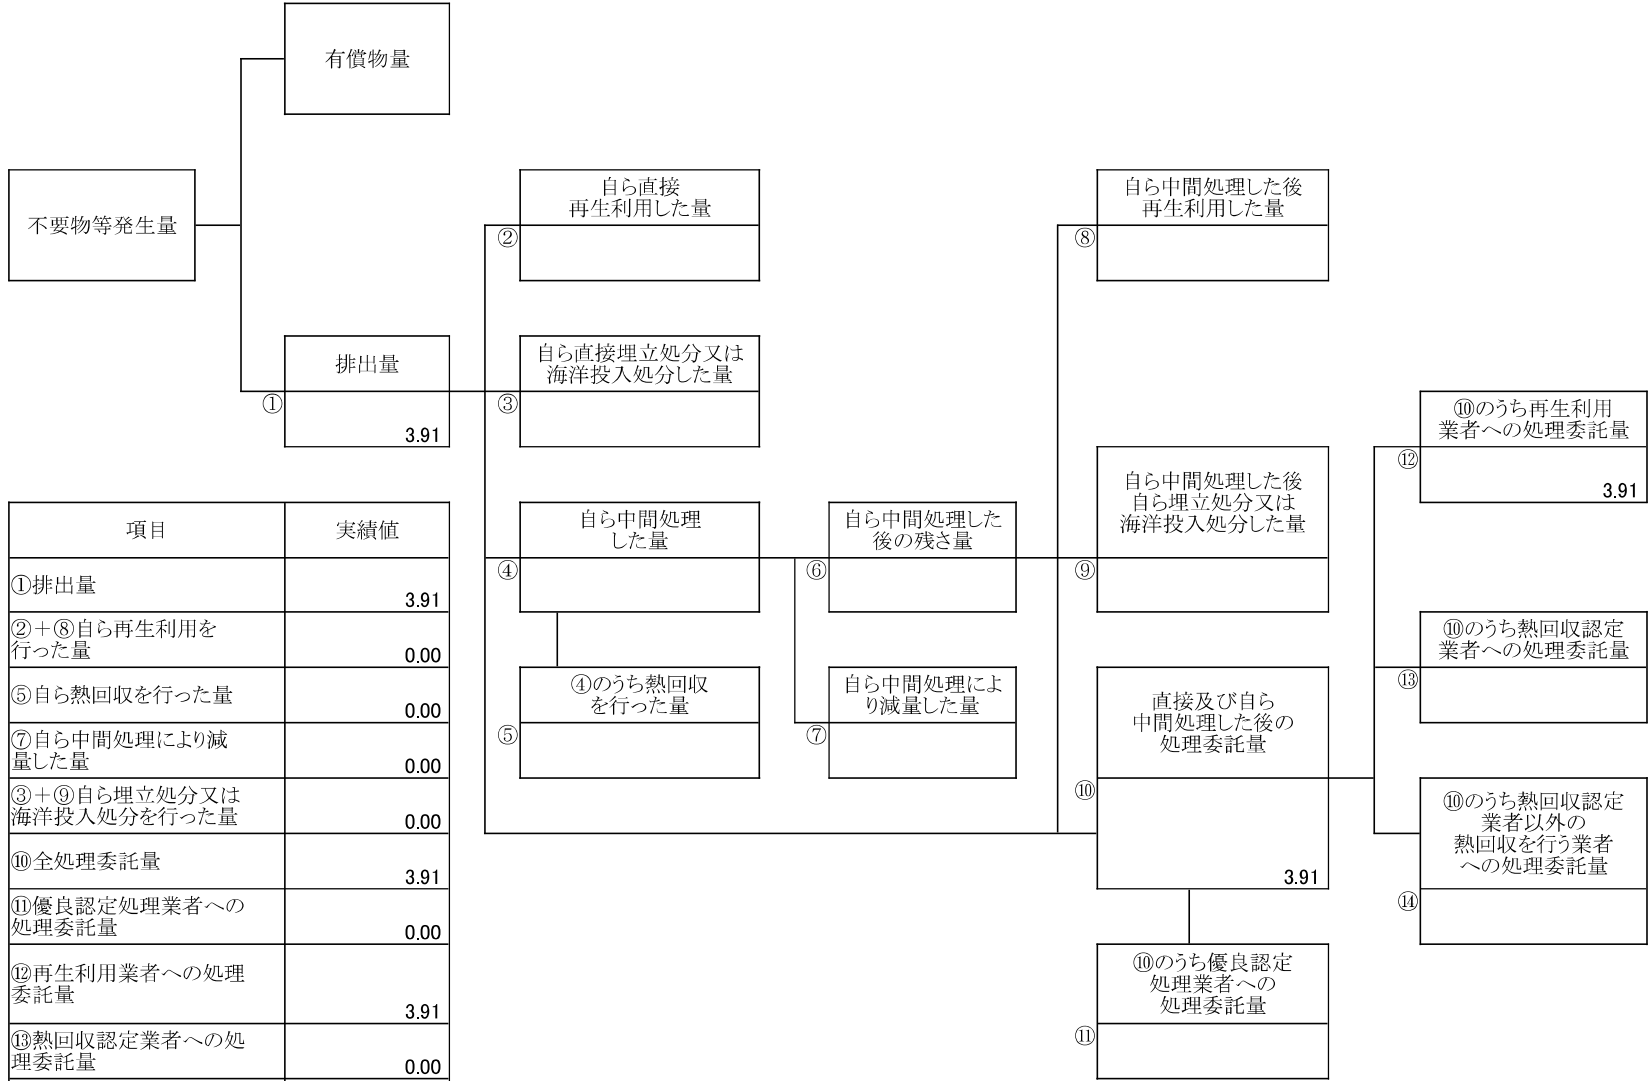 有償物量
不要物等発生量
自ら直接
再生利用した量
②
自ら中間処理した後
再生利用した量
⑧
排出量
①
3.91
自ら直接埋立処分又は
海洋投入処分した量
③
⑩のうち再生利用
業者への処理委託量
⑫
3.91
自ら中間処理
した量
④
自ら中間処理した
後の残さ量
⑥
自ら中間処理した後
自ら埋立処分又は
海洋投入処分した量
⑨
⑩のうち熱回収認定
業者への処理委託量
⑬
④のうち熱回収
を行った量
⑤
自ら中間処理によ
り減量した量
⑦
直接及び自ら
中間処理した後の
処理委託量
⑩
3.91
⑩のうち熱回収認定
業者以外の
熱回収を行う業者
への処理委託量
⑭
⑩のうち優良認定
処理業者への
処理委託量
⑪
項目
実績値
①排出量
3.91
②+⑧自ら再生利用を
行った量
0.00
⑤自ら熱回収を行った量
0.00
⑦自ら中間処理により減
量した量
0.00
③+⑨自ら埋立処分又は
海洋投入処分を行った量
0.00
⑩全処理委託量
3.91
⑪優良認定処理業者への
処理委託量
0.00
⑫再生利用業者への処理
委託量
3.91
⑬熱回収認定業者への処
理委託量
0.00